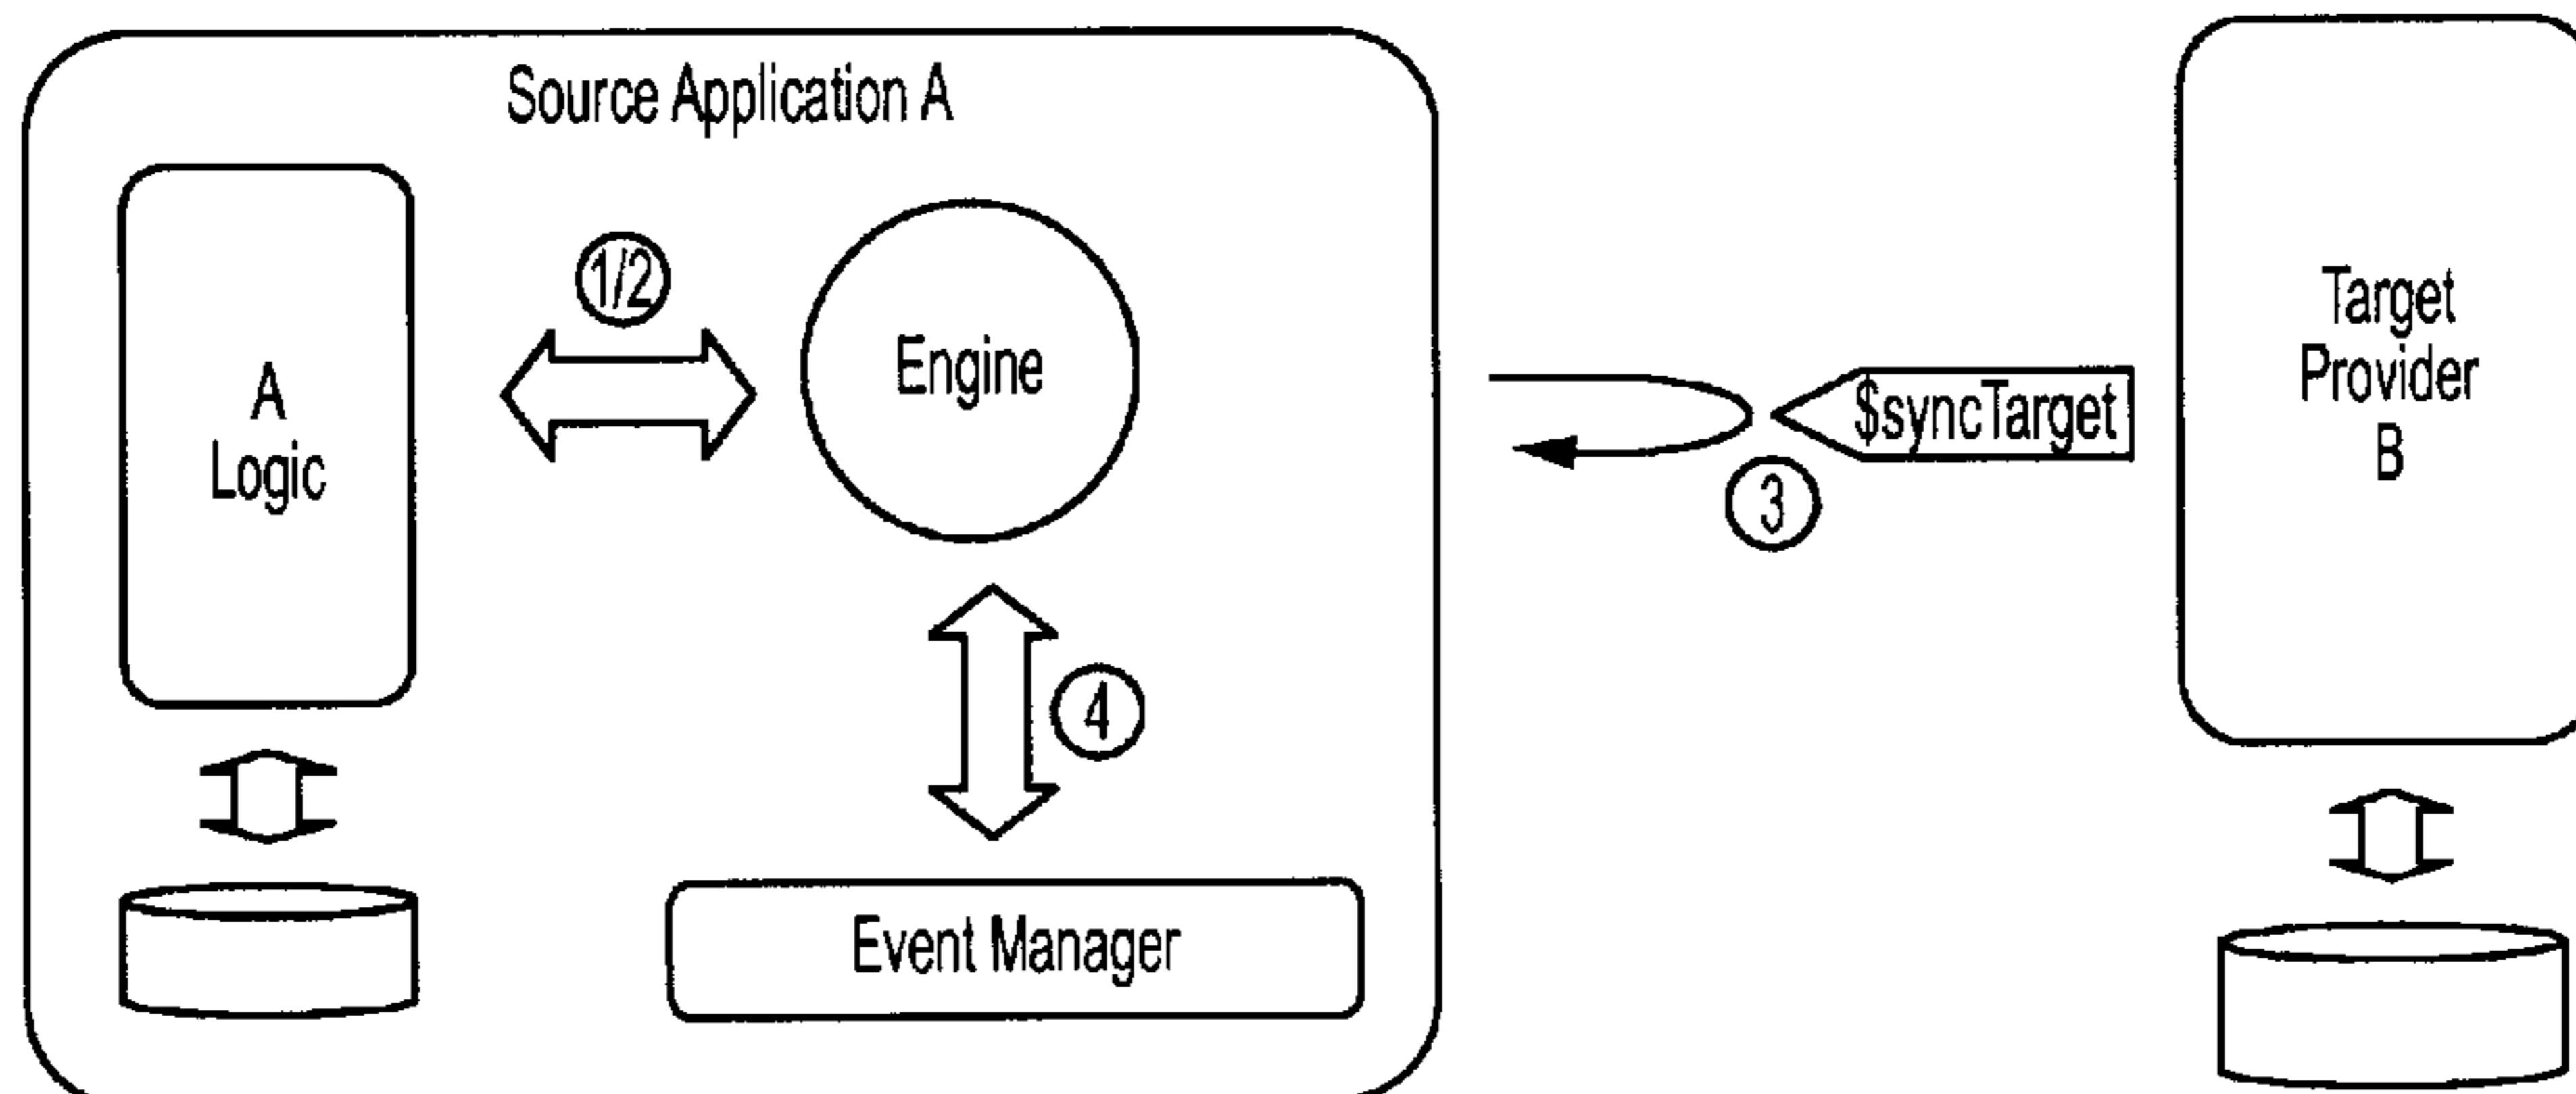 Source Application A
1/2
A
Logic
Engine
$syncTarget
3
Target
Provider
B
4
Event Manager